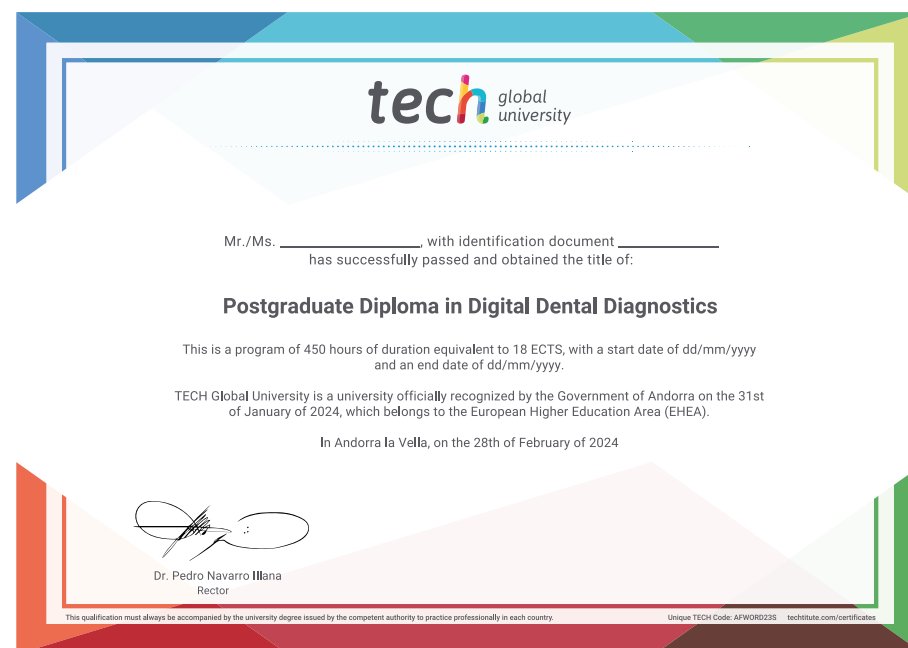 tech global
university
Mr./Ms. ____________, with identification document ____________
has successfully passed and obtained the title of:
Postgraduate Diploma in Digital Dental Diagnostics
This is a program of 450 hours of duration equivalent to 18 ECTS, with a start date of dd/mm/yyyy
and an end date of dd/mm/yyyy.
TECH Global University is a university officially recognized by the Government of Andorra on the 31st
of January of 2024, which belongs to the European Higher Education Area (EHEA).
In Andorra la Vella, on the 28th of February of 2024
Dr. Pedro Navarro Illana
Rector
This qualification must always be accompanied by the university degree issued by the competent authority to practice professionally in each country. Unique TECH Code: AFWORD23S techtitute.com/certificates